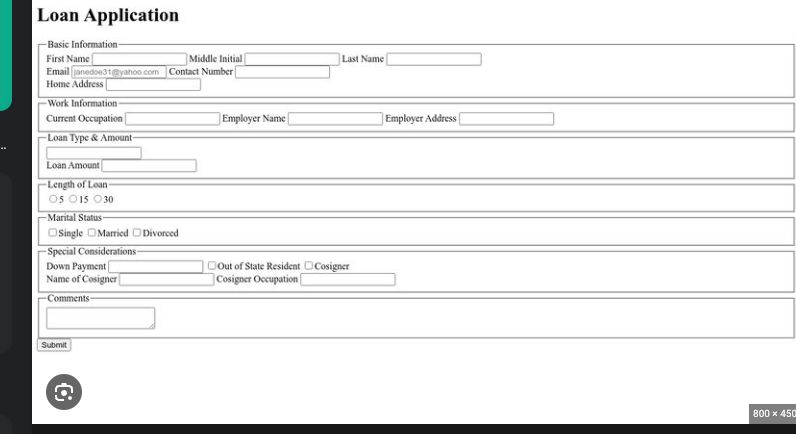 Loan Application
Basic Information
First Name Middle Initial Last Name
Email janedoe31@yahoo.com Contact Number
Home Address
Work Information
Current Occupation Employer Name Employer Address
Loan Type & Amount
Loan Amount
Length of Loan
5 15 30
Marital Status
Single Married Divorced
Special Considerations
Down Payment Out of State Resident Cosigner
Name of Cosigner Cosigner Occupation
Comments
Submit
800 × 450
..